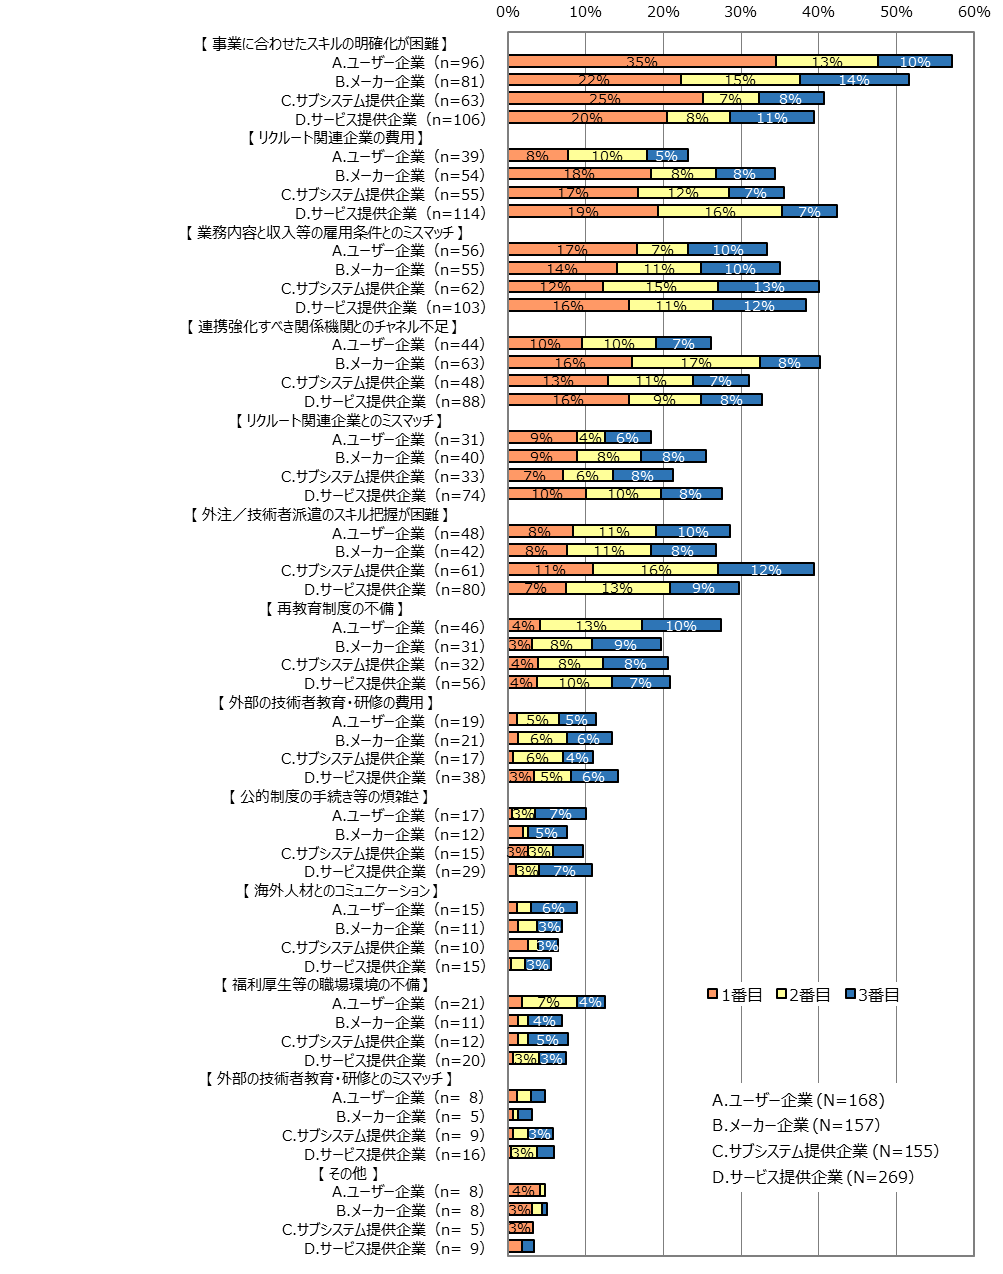 0% 10% 20% 30% 40% 50% 60%
【 事業に合わせたスキルの明確化が困難 】
A.ユーザー企業（n=96） 35% 13% 10%
B.メーカー企業（n=81） 22% 15% 14%
C.サブシステム提供企業（n=63） 25% 7% 8%
D.サービス提供企業（n=106） 20% 8% 11%
【 リクルート関連企業の費用 】
A.ユーザー企業（n=39） 8% 10% 5%
B.メーカー企業（n=54） 18% 8% 8%
C.サブシステム提供企業（n=55） 17% 12% 7%
D.サービス提供企業（n=114） 19% 16% 7%
【 業務内容と収入等の雇用条件とのミスマッチ 】
A.ユーザー企業（n=56） 17% 7% 10%
B.メーカー企業（n=55） 14% 11% 10%
C.サブシステム提供企業（n=62） 12% 15% 13%
D.サービス提供企業（n=103） 16% 11% 12%
【 連携強化すべき関係機関とのチャネル不足 】
A.ユーザー企業（n=44） 10% 10% 7%
B.メーカー企業（n=63） 16% 17% 8%
C.サブシステム提供企業（n=48） 13% 11% 7%
D.サービス提供企業（n=88） 16% 9% 8%
【 リクルート関連企業とのミスマッチ 】
A.ユーザー企業（n=31） 9% 4% 6%
B.メーカー企業（n=40） 9% 8% 8%
C.サブシステム提供企業（n=33） 7% 6% 8%
D.サービス提供企業（n=74） 10% 10% 8%
【 外注／技術者派遣のスキル把握が困難 】
A.ユーザー企業（n=48） 8% 11% 10%
B.メーカー企業（n=42） 8% 11% 8%
C.サブシステム提供企業（n=61） 11% 16% 12%
D.サービス提供企業（n=80） 7% 13% 9%
【 再教育制度の不備 】
A.ユーザー企業（n=46） 4% 13% 10%
B.メーカー企業（n=31） 3% 8% 9%
C.サブシステム提供企業（n=32） 4% 8% 8%
D.サービス提供企業（n=56） 4% 10% 7%
【 外部の技術者教育・研修の費用 】
A.ユーザー企業（n=19） 5% 5%
B.メーカー企業（n=21） 6% 6%
C.サブシステム提供企業（n=17） 6% 4%
D.サービス提供企業（n=38） 3% 5% 6%
【 公的制度の手続き等の煩雑さ 】
A.ユーザー企業（n=17） 3% 7%
B.メーカー企業（n=12） 5%
C.サブシステム提供企業（n=15） 3% 3%
D.サービス提供企業（n=29） 3% 7%
【 海外人材とのコミュニケーション 】
A.ユーザー企業（n=15） 6%
B.メーカー企業（n=11） 3%
C.サブシステム提供企業（n=10） 3%
D.サービス提供企業（n=15） 3%
【 福利厚生等の職場環境の不備 】
1番目 2番目 3番目
A.ユーザー企業（n=21） 7% 4%
B.メーカー企業（n=11） 4%
C.サブシステム提供企業（n=12） 5%
D.サービス提供企業（n=20） 3% 3%
【 外部の技術者教育・研修とのミスマッチ 】
A.ユーザー企業（n= 8）
B.メーカー企業（n= 5）
C.サブシステム提供企業（n= 9） 3%
D.サービス提供企業（n=16） 3%
【 その他 】
A.ユーザー企業（n= 8） 4%
B.メーカー企業（n= 8） 3%
C.サブシステム提供企業（n= 5） 3%
D.サービス提供企業（n= 9）
A.ユーザー企業 (N=168)
B.メーカー企業 (N=157)
C.サブシステム提供企業 (N=155)
D.サービス提供企業 (N=269)